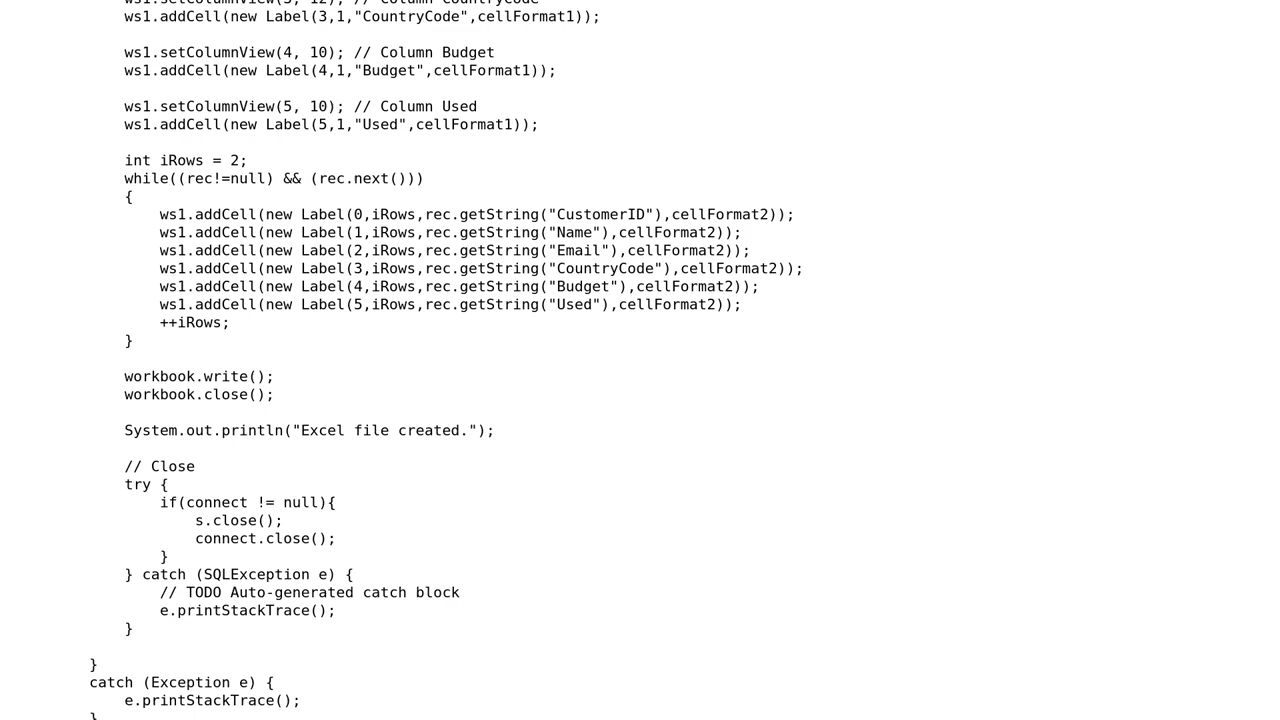 ws1.setColumnView(3, 12); // Column CountryCode
ws1.addCell(new Label(3,1,"CountryCode",cellFormat1));
ws1.setColumnView(4, 10); // Column Budget
ws1.addCell(new Label(4,1,"Budget",cellFormat1));
ws1.setColumnView(5, 10); // Column Used
ws1.addCell(new Label(5,1,"Used",cellFormat1));
int iRows = 2;
while((rec!=null) && (rec.next()))
{
ws1.addCell(new Label(0,iRows,rec.getString("CustomerID"),cellFormat2));
ws1.addCell(new Label(1,iRows,rec.getString("Name"),cellFormat2));
ws1.addCell(new Label(2,iRows,rec.getString("Email"),cellFormat2));
ws1.addCell(new Label(3,iRows,rec.getString("CountryCode"),cellFormat2));
ws1.addCell(new Label(4,iRows,rec.getString("Budget"),cellFormat2));
ws1.addCell(new Label(5,iRows,rec.getString("Used"),cellFormat2));
++iRows;
}
workbook.write();
workbook.close();
System.out.println("Excel file created.");
// Close
try {
if(connect != null){
s.close();
connect.close();
}
} catch (SQLException e) {
// TODO Auto-generated catch block
e.printStackTrace();
}
}
catch (Exception e) {
e.printStackTrace();
}